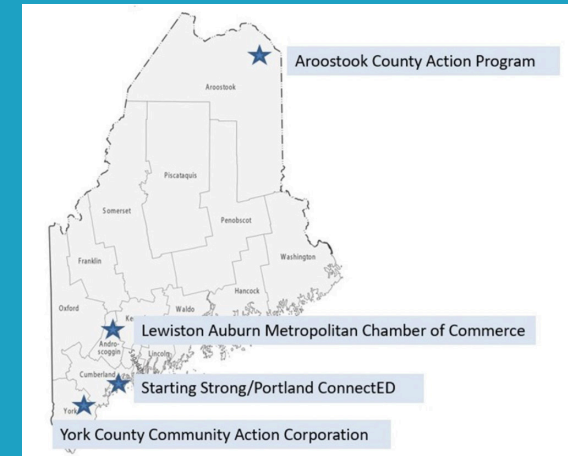 Aroostook County Action Program
Aroostook
Piscataquis
Somerset
Penobscot
Washington
Franklin
Hancock
Oxford
Waldo
Ke
Lewiston Auburn Metropolitan Chamber of Commerce
Andro-
scoggin
Lincoln
Cumberland
Starting Strong/Portland ConnectED
York
York County Community Action Corporation